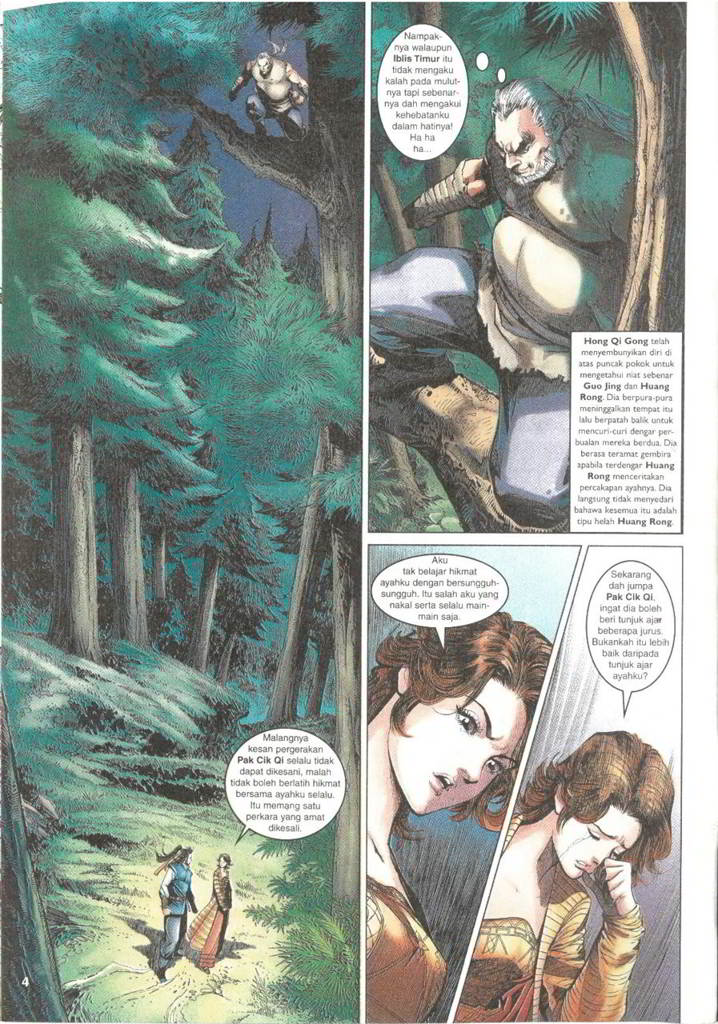 Nampak-
nya walaupun
Iblis Timur itu
tidak mengaku
kalah pada mulut-
nya tapi sebenar-
nya dah mengakui
kehebatanku
dalam hatinya!
Ha ha
ha...
Hong Qi Gong telah
menyembunyikan diri di
atas puncak pokok untuk
mengetahui niat sebenar
Guo Jing dan Huang
Rong. Dia berpura-pura
meninggalkan tempat itu
lalu berpatah balik untuk
mencuri-curi dengar per-
bualan mereka berdua. Dia
berasa teramat gembira
apabila terdengar Huang
Rong menceritakan
percakapan ayahnya. Dia
langsung tidak menyedari
bahawa kesemua itu adalah
tipu helah Huang Rong.
Malangnya
kesan pergerakan
Pak Cik Qi selalu tidak
dapat dikesani, malah
tidak boleh berlatih hikmat
bersama ayahku selalu.
Itu memang satu
perkara yang amat
dikesali.
Aku
tak belajar hikmat
ayahku dengan bersungguh-
sungguh. Itu salah aku yang
nakal serta selalu main-
main saja.
Sekarang
dah jumpa
Pak Cik Qi,
ingat dia boleh
beri tunjuk ajar
beberapa jurus.
Bukankah itu lebih
baik daripada
tunjuk ajar
ayahku?
4